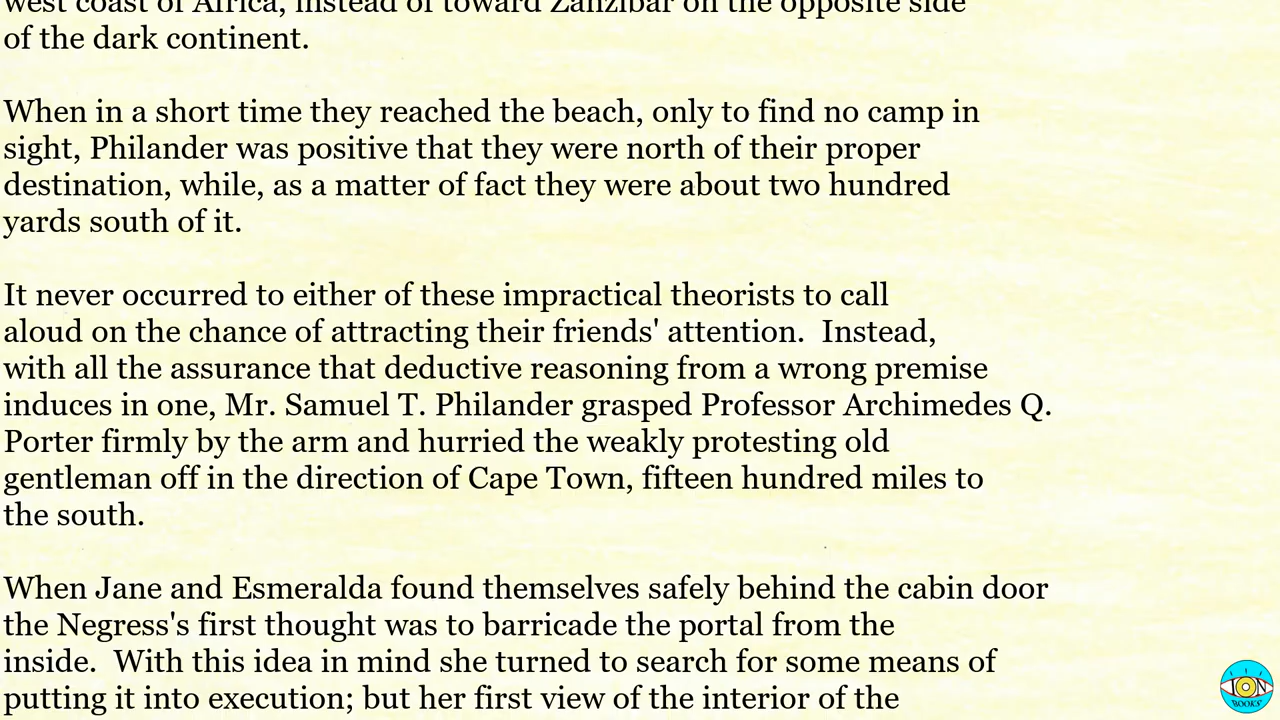 west coast of Africa, instead of toward Zanzibar on the opposite side
of the dark continent.
When in a short time they reached the beach, only to find no camp in
sight, Philander was positive that they were north of their proper
destination, while, as a matter of fact they were about two hundred
yards south of it.
It never occurred to either of these impractical theorists to call
aloud on the chance of attracting their friends' attention.  Instead,
with all the assurance that deductive reasoning from a wrong premise
induces in one, Mr. Samuel T. Philander grasped Professor Archimedes Q.
Porter firmly by the arm and hurried the weakly protesting old
gentleman off in the direction of Cape Town, fifteen hundred miles to
the south.
When Jane and Esmeralda found themselves safely behind the cabin door
the Negress's first thought was to barricade the portal from the
inside.  With this idea in mind she turned to search for some means of
putting it into execution; but her first view of the interior of the
ION
BOOKS